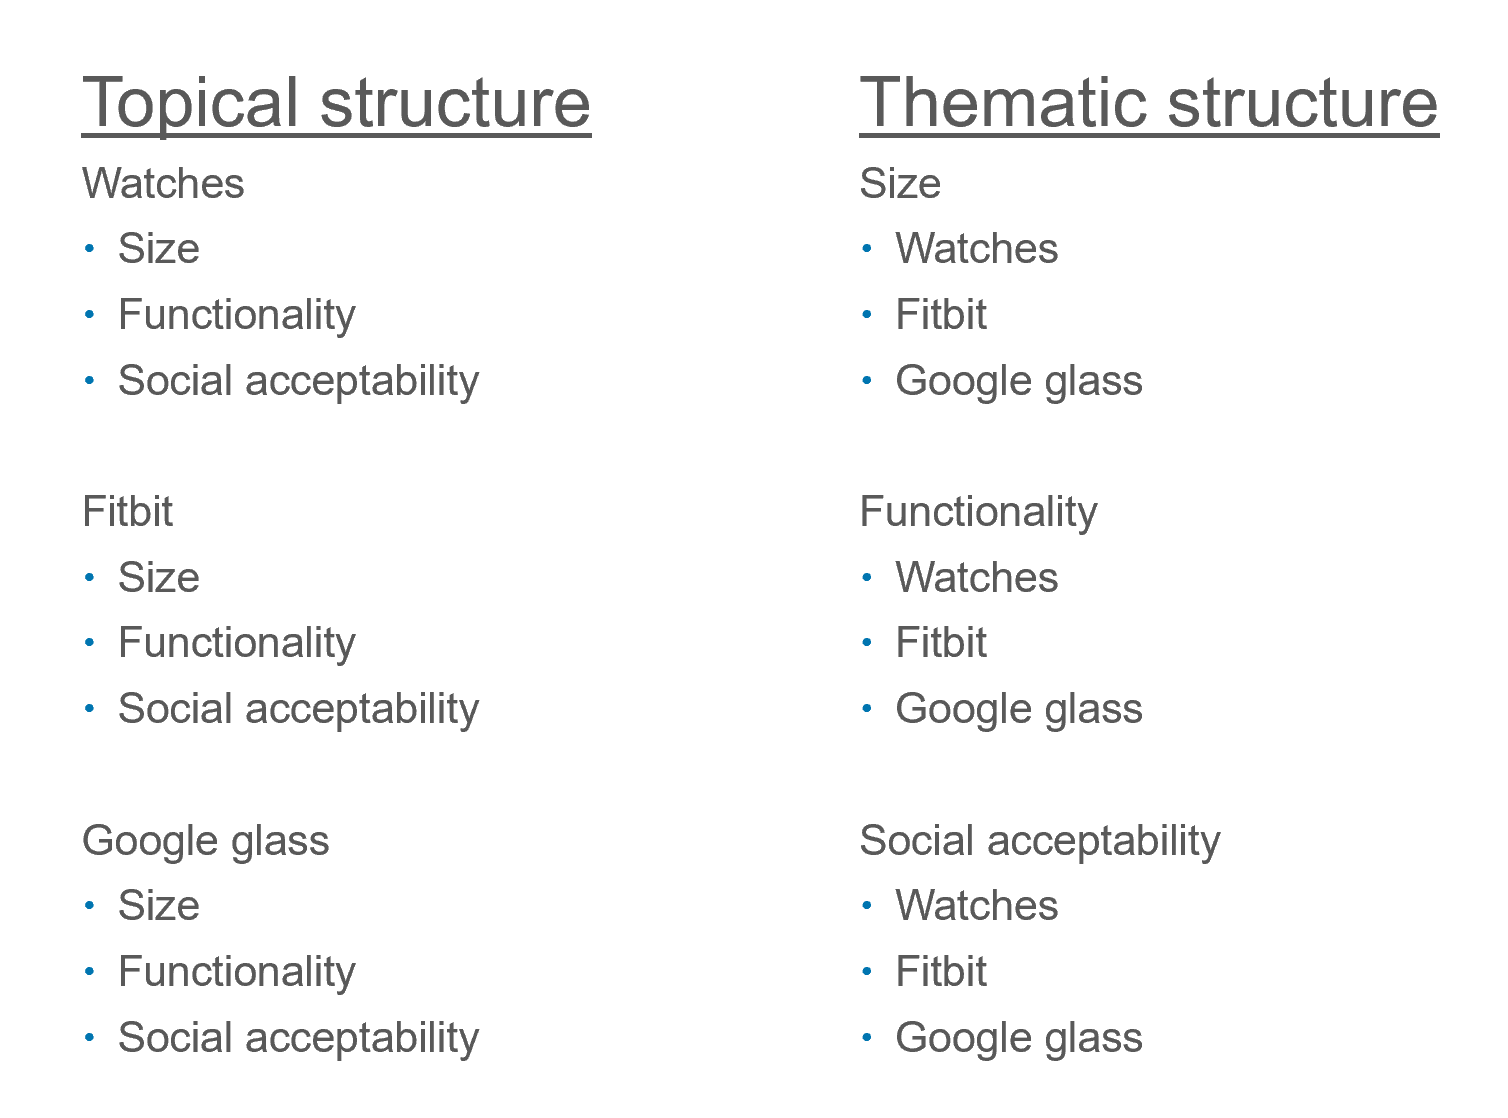 Topical structure
Watches
• Size
• Functionality
• Social acceptability
Fitbit
• Size
• Functionality
• Social acceptability
Google glass
• Size
• Functionality
• Social acceptability
Thematic structure
Size
• Watches
• Fitbit
• Google glass
Functionality
• Watches
• Fitbit
• Google glass
Social acceptability
• Watches
• Fitbit
• Google glass